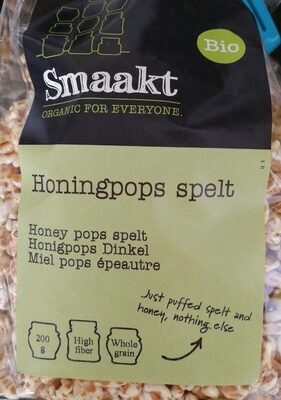 Bio
Smaakt
ORGANIC FOR EVERYONE.
Honingpops spelt
Honey pops spelt
Honigpops Dinkel
Miel pops épeautre
Just puffed spelt and
honey, nothing else
200
g
High
fiber
Whole
grain